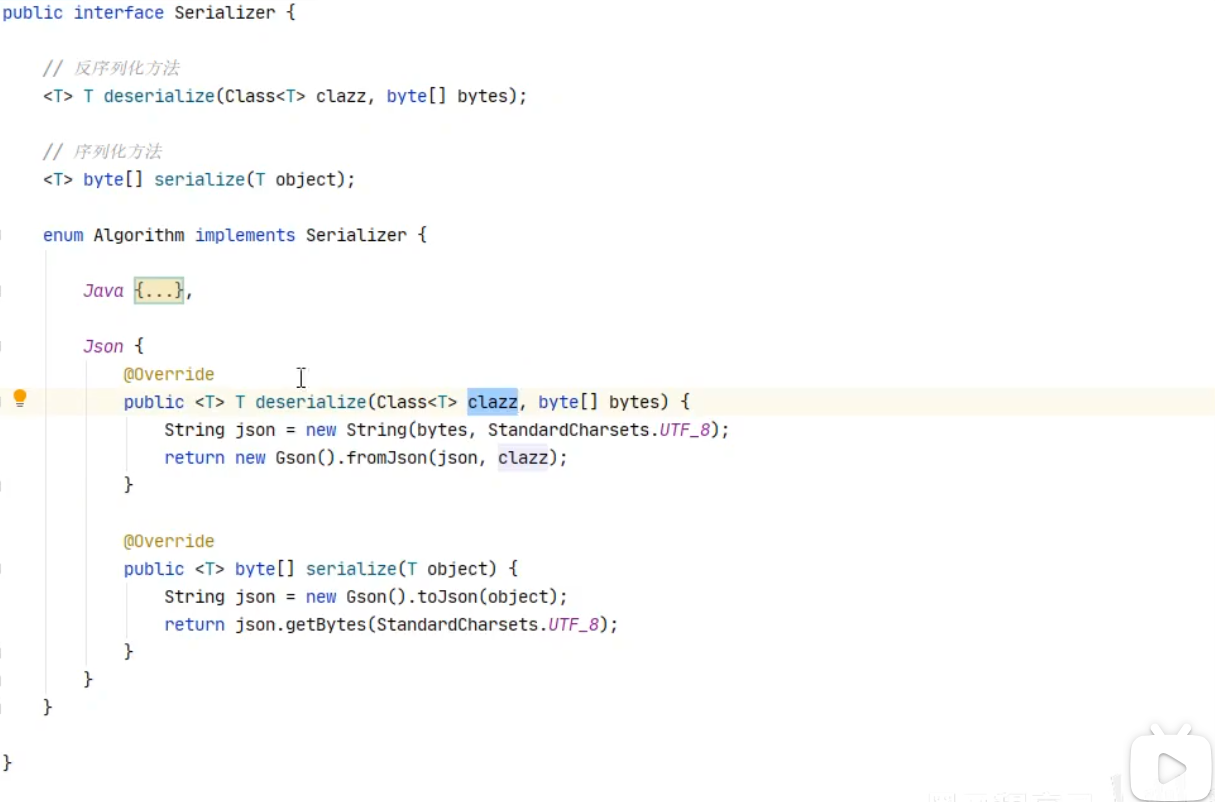 public interface Serializer {
// 反序列化方法
<T> T deserialize(Class<T> clazz, byte[] bytes);
// 序列化方法
<T> byte[] serialize(T object);
enum Algorithm implements Serializer {
Java {...},
Json {
@Override
public <T> T deserialize(Class<T> clazz, byte[] bytes) {
String json = new String(bytes, StandardCharsets.UTF_8);
return new Gson().fromJson(json, clazz);
}
@Override
public <T> byte[] serialize(T object) {
String json = new Gson().toJson(object);
return json.getBytes(StandardCharsets.UTF_8);
}
}
}
}